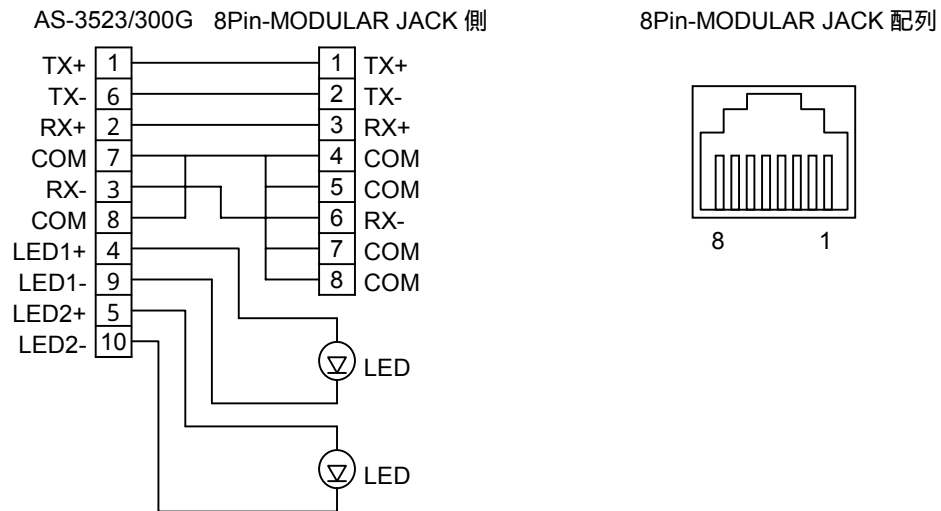 AS-3523/300G 8Pin-MODULAR JACK 側 8Pin-MODULAR JACK 配列
TX+ 1 1 TX+
TX- 6 2 TX-
RX+ 2 3 RX+
COM 7 4 COM
RX- 3 5 COM
COM 8 6 RX-
LED1+ 4 7 COM
LED1- 9 8 COM
LED2+ 5
LED2- 10
LED
LED
8 1